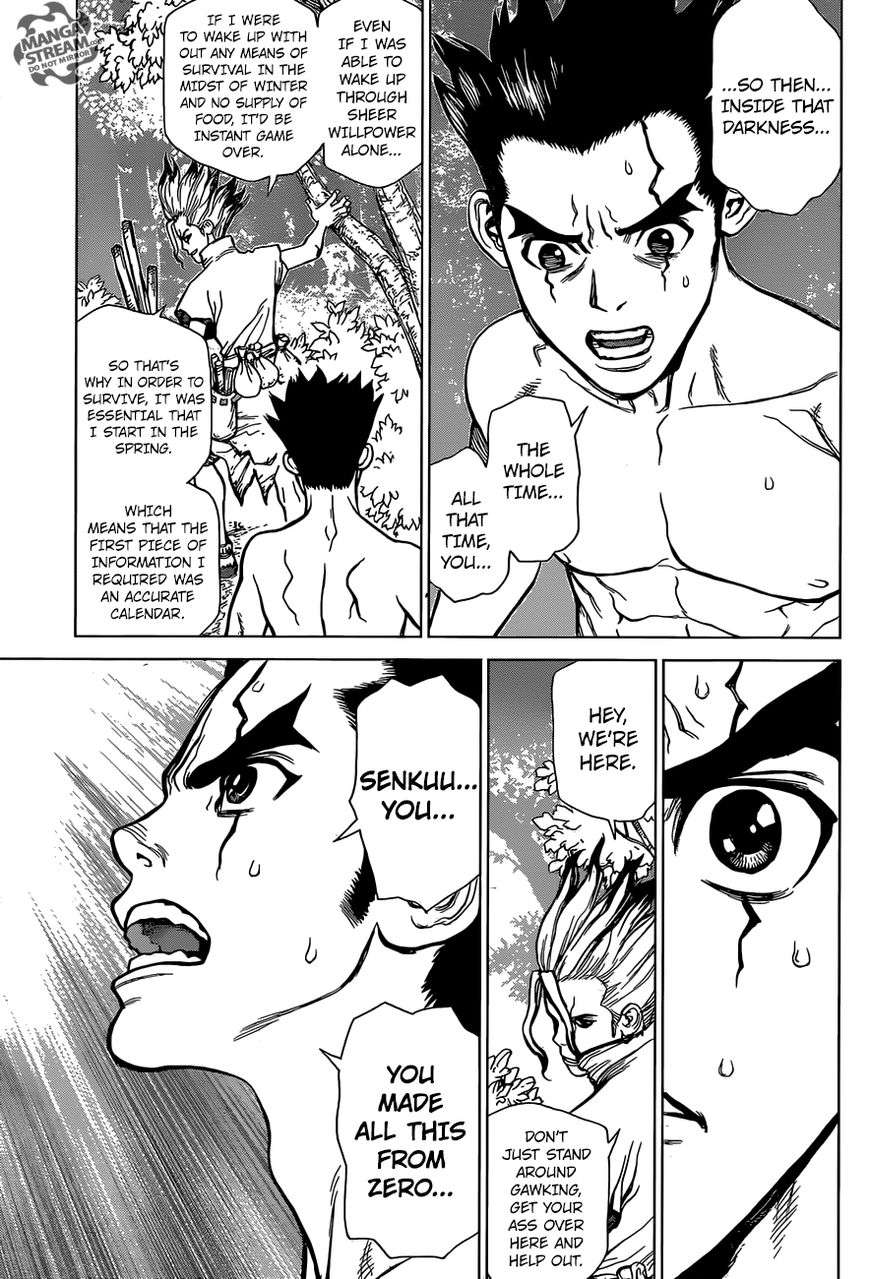 MANGA
STREAM.com
DO NOT MIRROR!
...SO THEN...
INSIDE THAT
DARKNESS...
THE
WHOLE
TIME...
ALL
THAT
TIME,
YOU...
EVEN
IF I WAS
ABLE TO
WAKE UP
THROUGH
SHEER
WILLPOWER
ALONE...
IF I WERE
TO WAKE UP WITH
OUT ANY MEANS OF
SURVIVAL IN THE
MIDST OF WINTER
AND NO SUPPLY OF
FOOD, IT'D BE
INSTANT GAME
OVER.
SO THAT'S
WHY IN ORDER TO
SURVIVE, IT WAS
ESSENTIAL THAT
I START IN THE
SPRING.
WHICH
MEANS THAT THE
FIRST PIECE OF
INFORMATION I
REQUIRED WAS
AN ACCURATE
CALENDAR.
HEY,
WE'RE
HERE.
DON'T
JUST STAND
AROUND
GAWKING,
GET YOUR
ASS OVER
HERE AND
HELP OUT.
SENKUU...
YOU...
YOU
MADE
ALL THIS
FROM
ZERO...